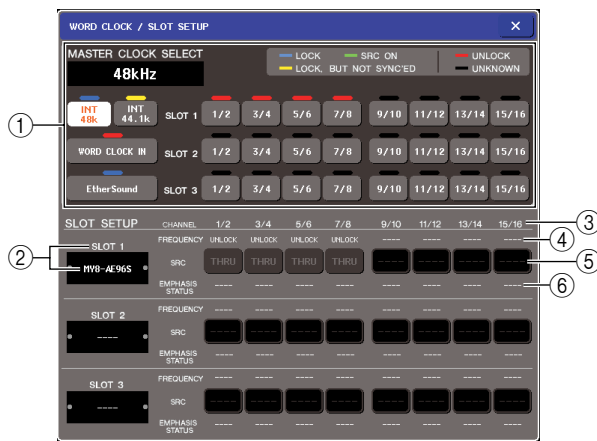 WORD CLOCK / SLOT SETUP
MASTER CLOCK SELECT
48kHz
LOCK SRC ON UNLOCK
LOCK, BUT NOT SYNC'ED UNKNOWN
INT 48k
INT 44.1k
SLOT 1 1/2 3/4 5/6 7/8 9/10 11/12 13/14 15/16
WORD CLOCK IN SLOT 2 1/2 3/4 5/6 7/8 9/10 11/12 13/14 15/16
EtherSound SLOT 3 1/2 3/4 5/6 7/8 9/10 11/12 13/14 15/16
1
SLOT SETUP CHANNEL 1/2 3/4 5/6 7/8 9/10 11/12 13/14 15/16
3
FREQUENCY UNLOCK UNLOCK UNLOCK UNLOCK ---- ---- ---- ----
4
SLOT 1
2
MY8-AE96S
SRC THRU THRU THRU THRU ---- ---- ---- ----
5
EMPHASIS STATUS ---- ---- ---- ---- ---- ---- ---- ----
6
SLOT 2
----
FREQUENCY ---- ---- ---- ---- ---- ---- ---- ----
SRC ---- ---- ---- ---- ---- ---- ---- ----
EMPHASIS STATUS ---- ---- ---- ---- ---- ---- ---- ----
SLOT 3
----
FREQUENCY ---- ---- ---- ---- ---- ---- ---- ----
SRC ---- ---- ---- ---- ---- ---- ---- ----
EMPHASIS STATUS ---- ---- ---- ---- ---- ---- ---- ----